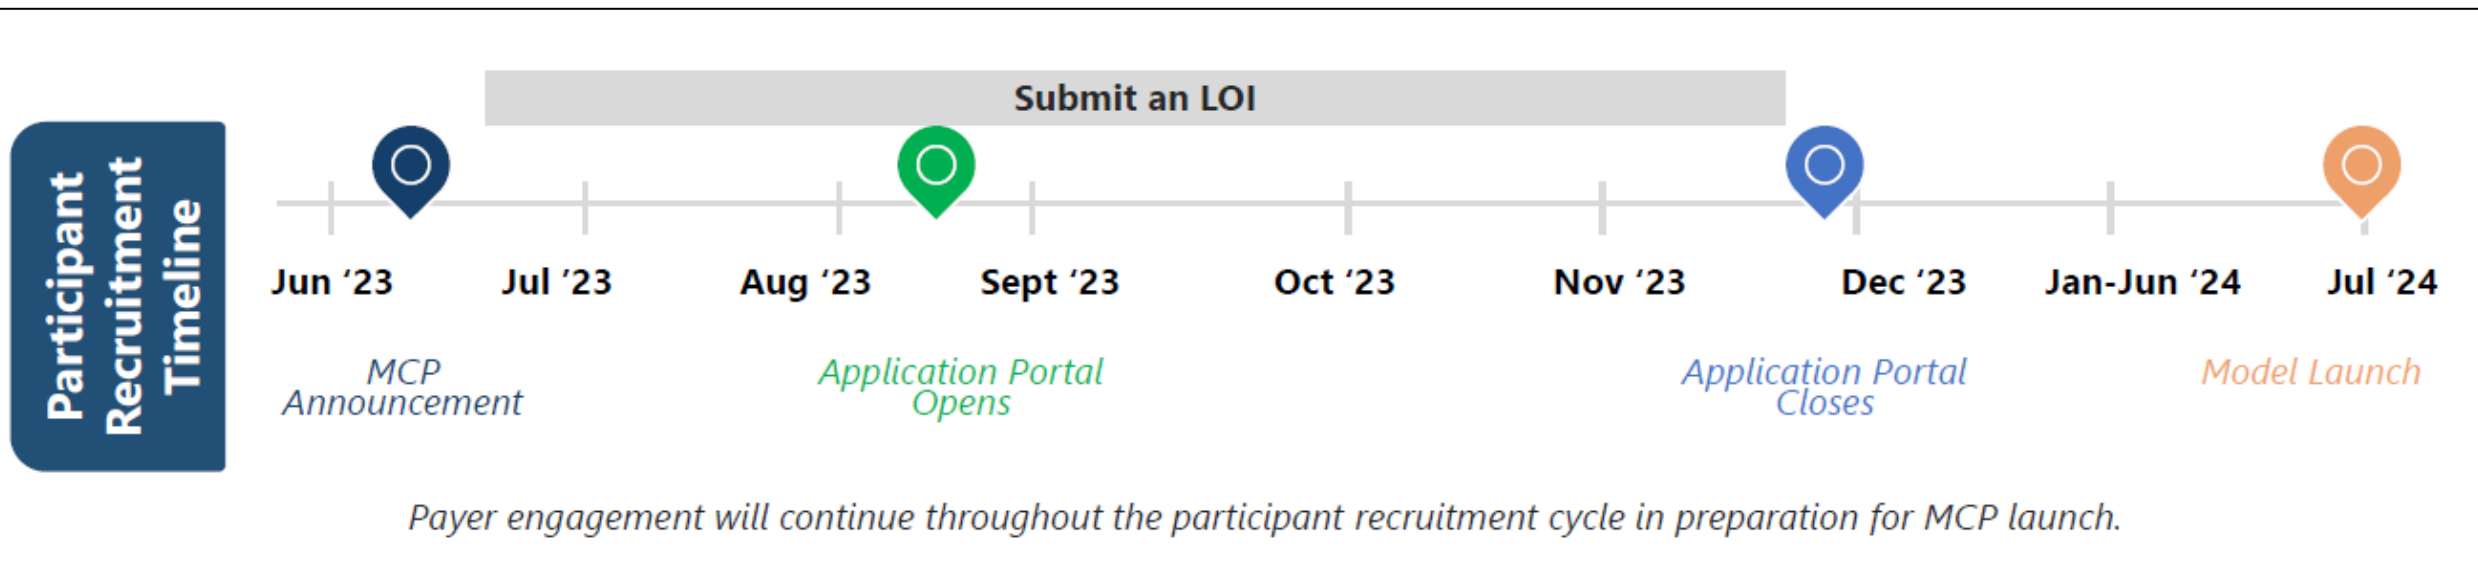 Participant
Recruitment
Timeline
Submit an LOI
Jun ‘23
Jul ’23
Aug ‘23
Sept ‘23
Oct ‘23
Nov ‘23
Dec ‘23
Jan-Jun ‘24
Jul ‘24
MCP
Announcement
Application Portal
Opens
Application Portal
Closes
Model Launch
Payer engagement will continue throughout the participant recruitment cycle in preparation for MCP launch.